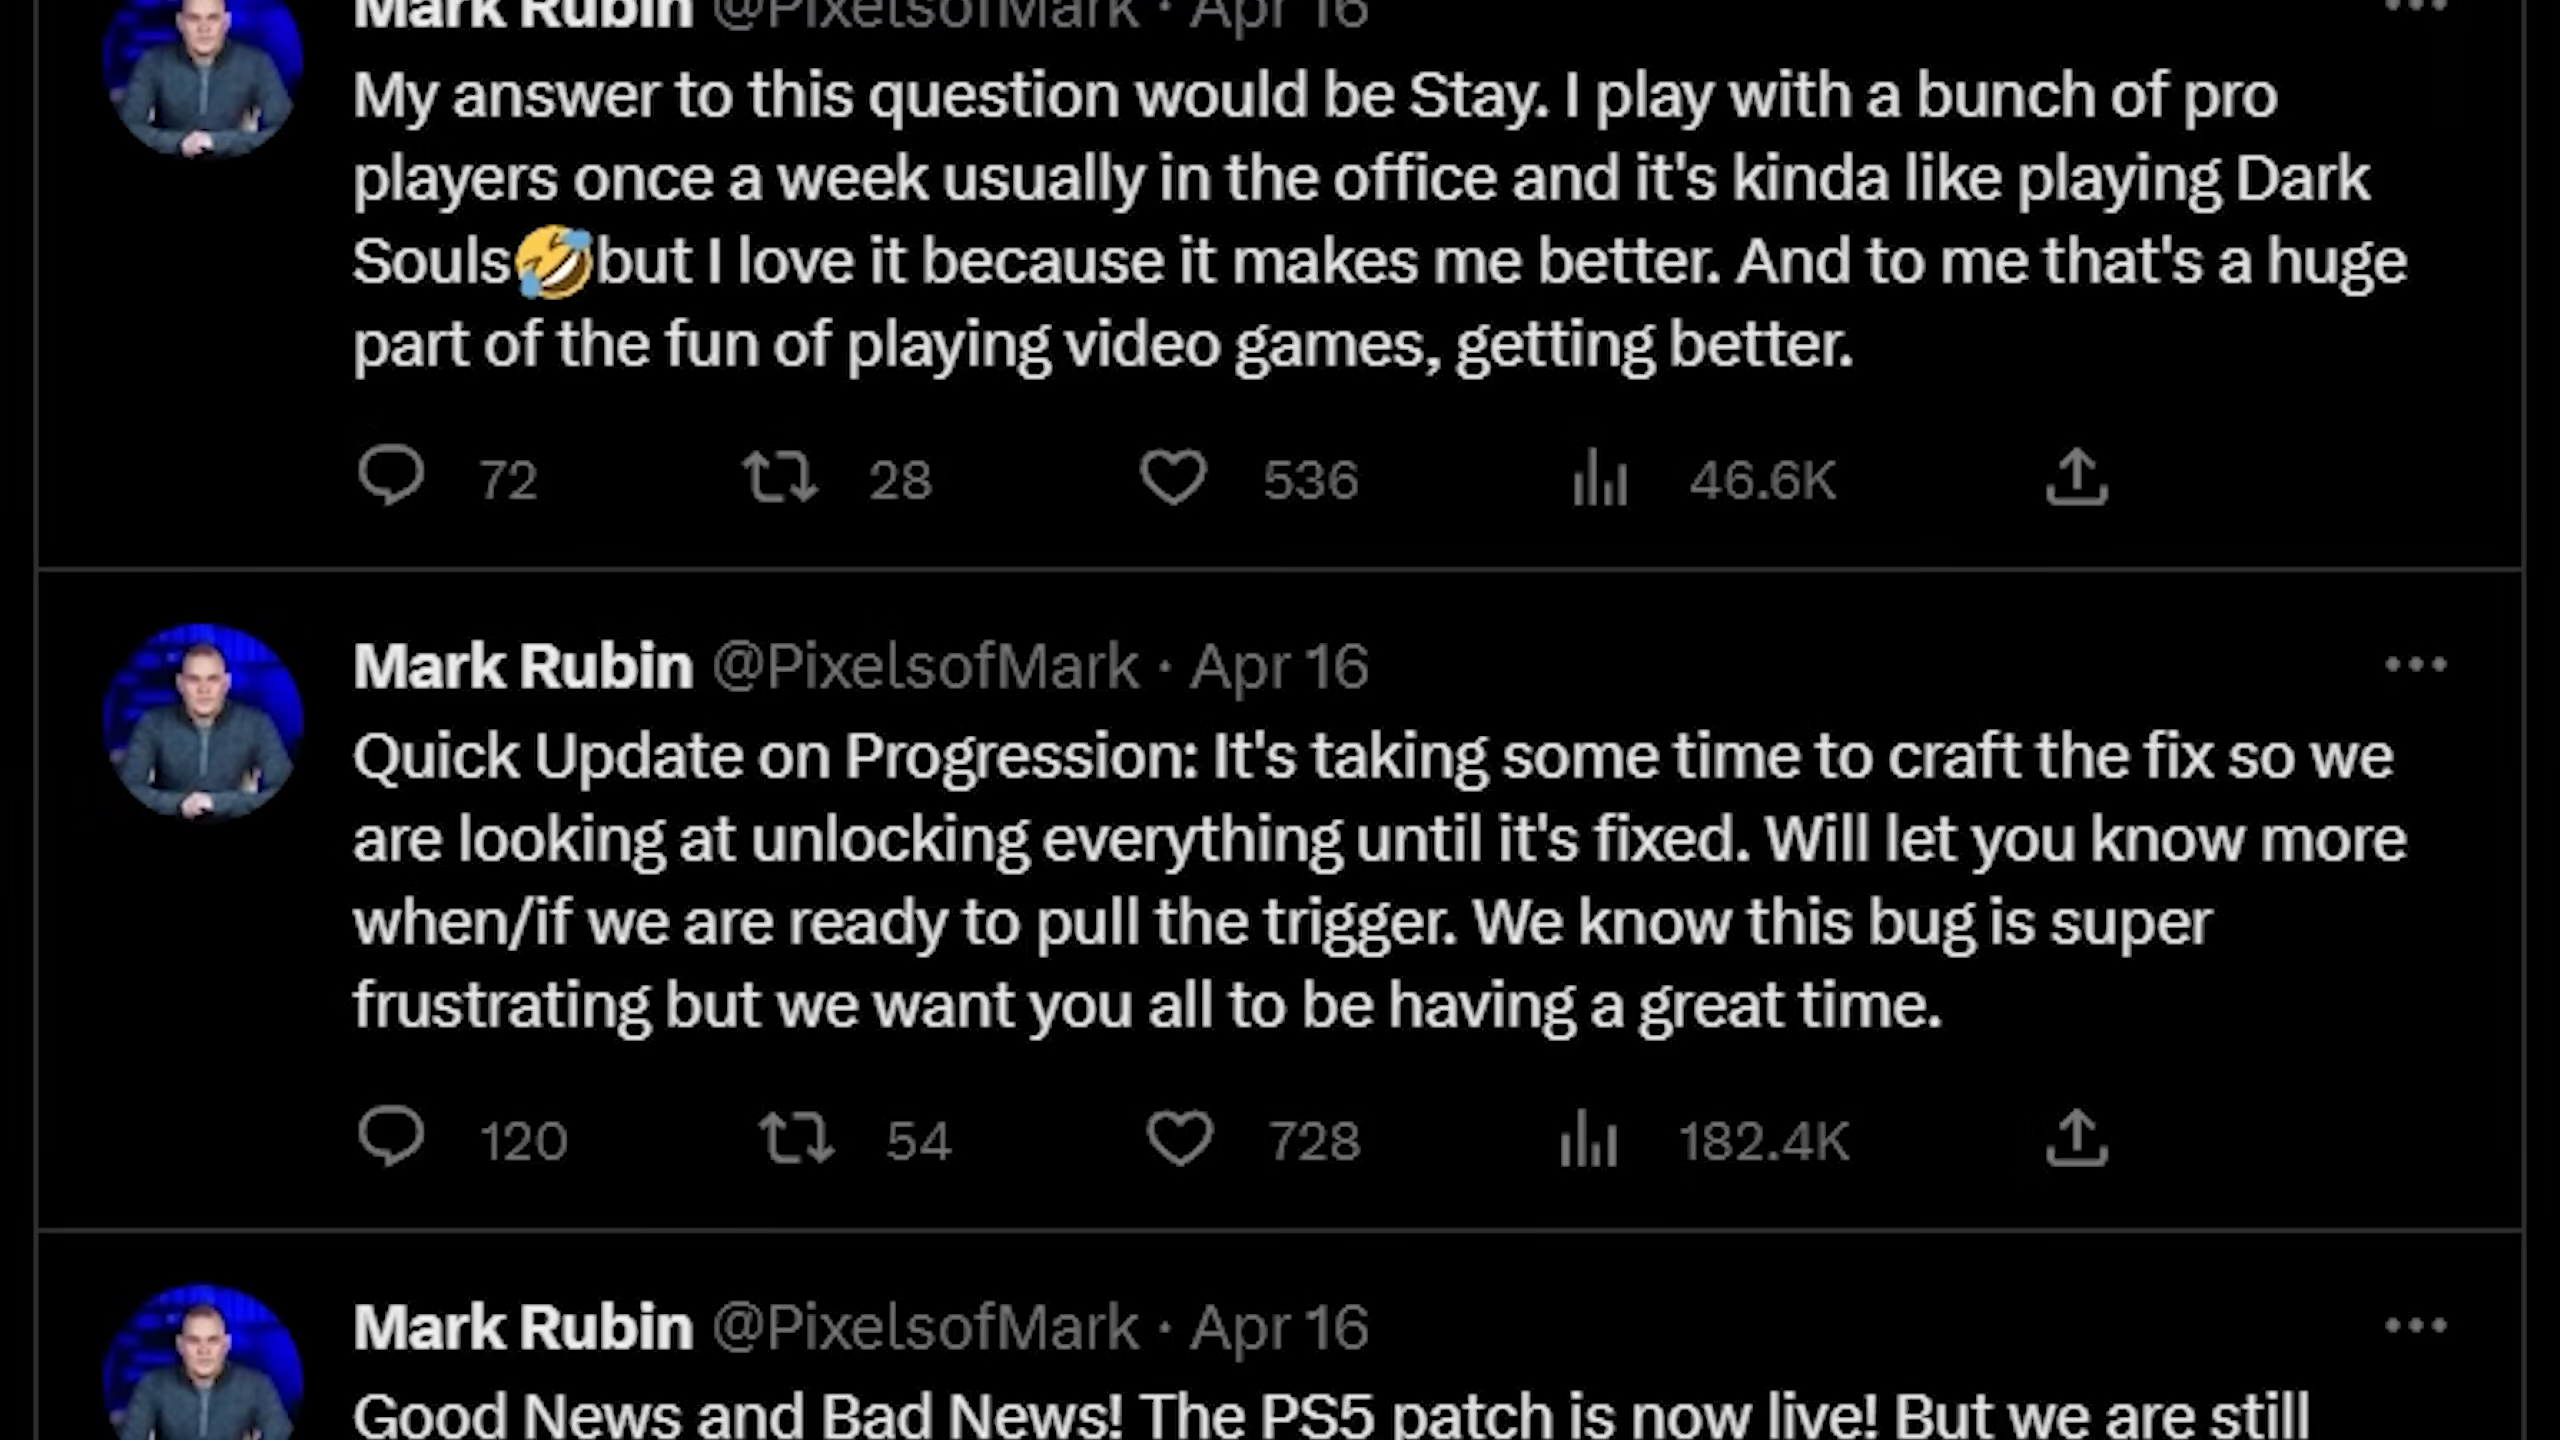 Mark Rubin @PixelsofMark · Apr 16
My answer to this question would be Stay. I play with a bunch of pro
players once a week usually in the office and it's kinda like playing Dark
Souls🤣but I love it because it makes me better. And to me that's a huge
part of the fun of playing video games, getting better.
72 28 536 46.6K
Mark Rubin @PixelsofMark · Apr 16
Quick Update on Progression: It's taking some time to craft the fix so we
are looking at unlocking everything until it's fixed. Will let you know more
when/if we are ready to pull the trigger. We know this bug is super
frustrating but we want you all to be having a great time.
120 54 728 182.4K
Mark Rubin @PixelsofMark · Apr 16
Good News and Bad News! The PS5 patch is now live! But we are still